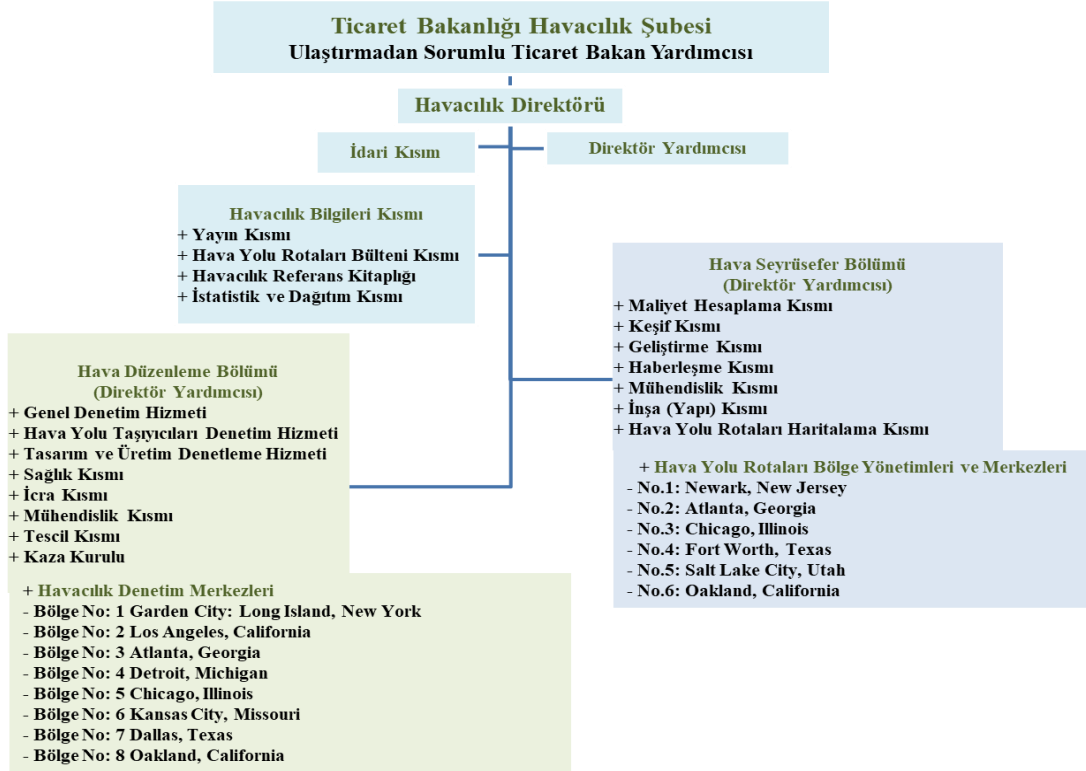 Ticaret Bakanlığı Havacılık Şubesi
Ulaştırmadan Sorumlu Ticaret Bakan Yardımcısı
Havacılık Direktörü
İdari Kısım
Direktör Yardımcısı
Havacılık Bilgileri Kısmı
+ Yayın Kısmı
+ Hava Yolu Rotaları Bülteni Kısmı
+ Havacılık Referans Kitaplığı
+ İstatistik ve Dağıtım Kısmı
Hava Seyrüsefer Bölümü
(Direktör Yardımcısı)
+ Maliyet Hesaplama Kısmı
+ Keşif Kısmı
+ Geliştirme Kısmı
+ Haberleşme Kısmı
+ Mühendislik Kısmı
+ İnşa (Yapı) Kısmı
+ Hava Yolu Rotaları Haritalama Kısmı
+ Hava Yolu Rotaları Bölge Yönetimleri ve Merkezleri
- No.1: Newark, New Jersey
- No.2: Atlanta, Georgia
- No.3: Chicago, Illinois
- No.4: Fort Worth, Texas
- No.5: Salt Lake City, Utah
- No.6: Oakland, California
Hava Düzenleme Bölümü
(Direktör Yardımcısı)
+ Genel Denetim Hizmeti
+ Hava Yolu Taşıyıcıları Denetim Hizmeti
+ Tasarım ve Üretim Denetleme Hizmeti
+ Sağlık Kısmı
+ İcra Kısmı
+ Mühendislik Kısmı
+ Tescil Kısmı
+ Kaza Kurulu
+ Havacılık Denetim Merkezleri
- Bölge No: 1 Garden City: Long Island, New York
- Bölge No: 2 Los Angeles, California
- Bölge No: 3 Atlanta, Georgia
- Bölge No: 4 Detroit, Michigan
- Bölge No: 5 Chicago, Illinois
- Bölge No: 6 Kansas City, Missouri
- Bölge No: 7 Dallas, Texas
- Bölge No: 8 Oakland, California